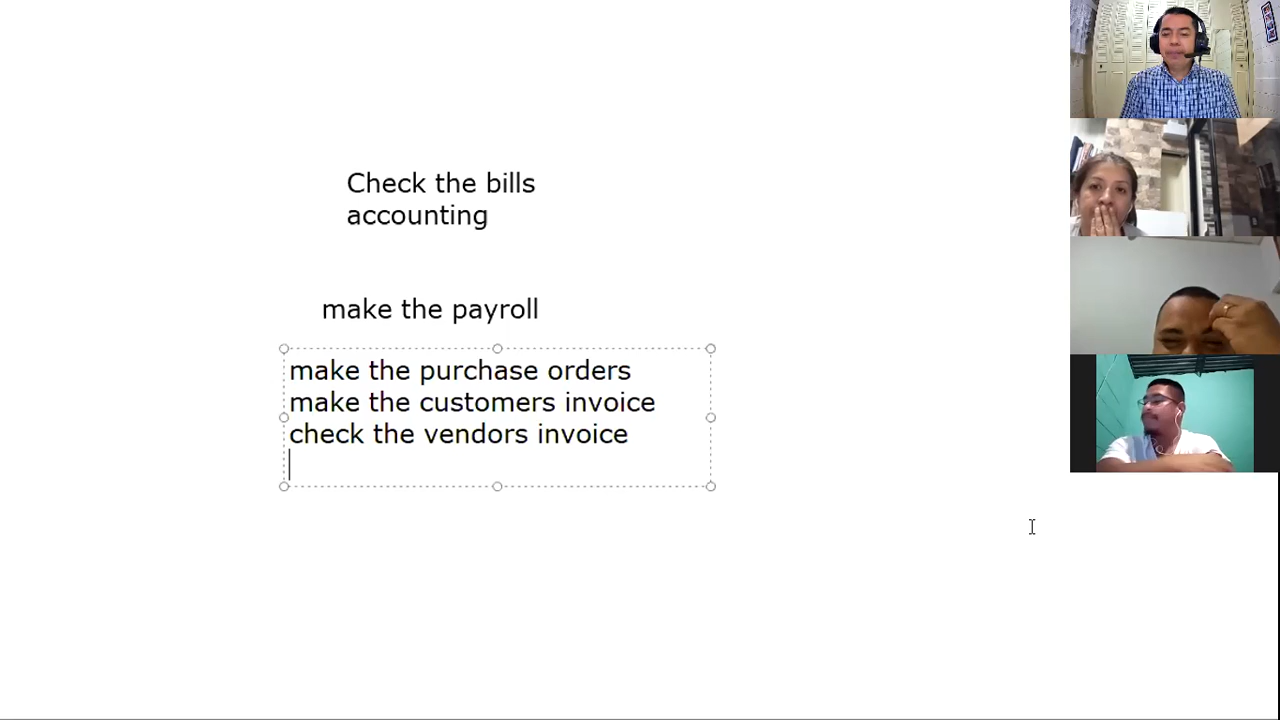 Check the bills
accounting
make the payroll
make the purchase orders
make the customers invoice
check the vendors invoice